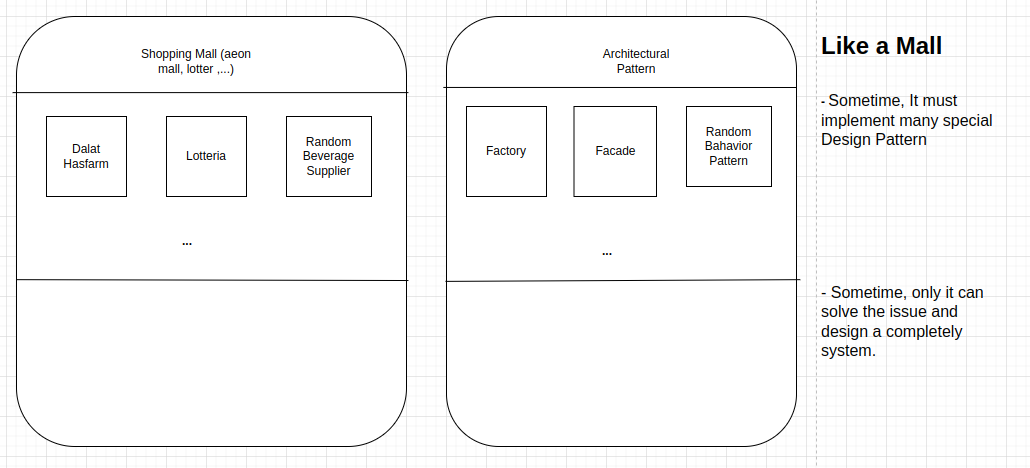 Shopping Mall (aeon
mall, lotter ,...)
Dalat
Hasfarm
Lotteria
Random
Beverage
Supplier
...
Architectural
Pattern
Factory
Facade
Random
Bahavior
Pattern
...
Like a Mall
- Sometime, It must
implement many special
Design Pattern
- Sometime, only it can
solve the issue and
design a completely
system.